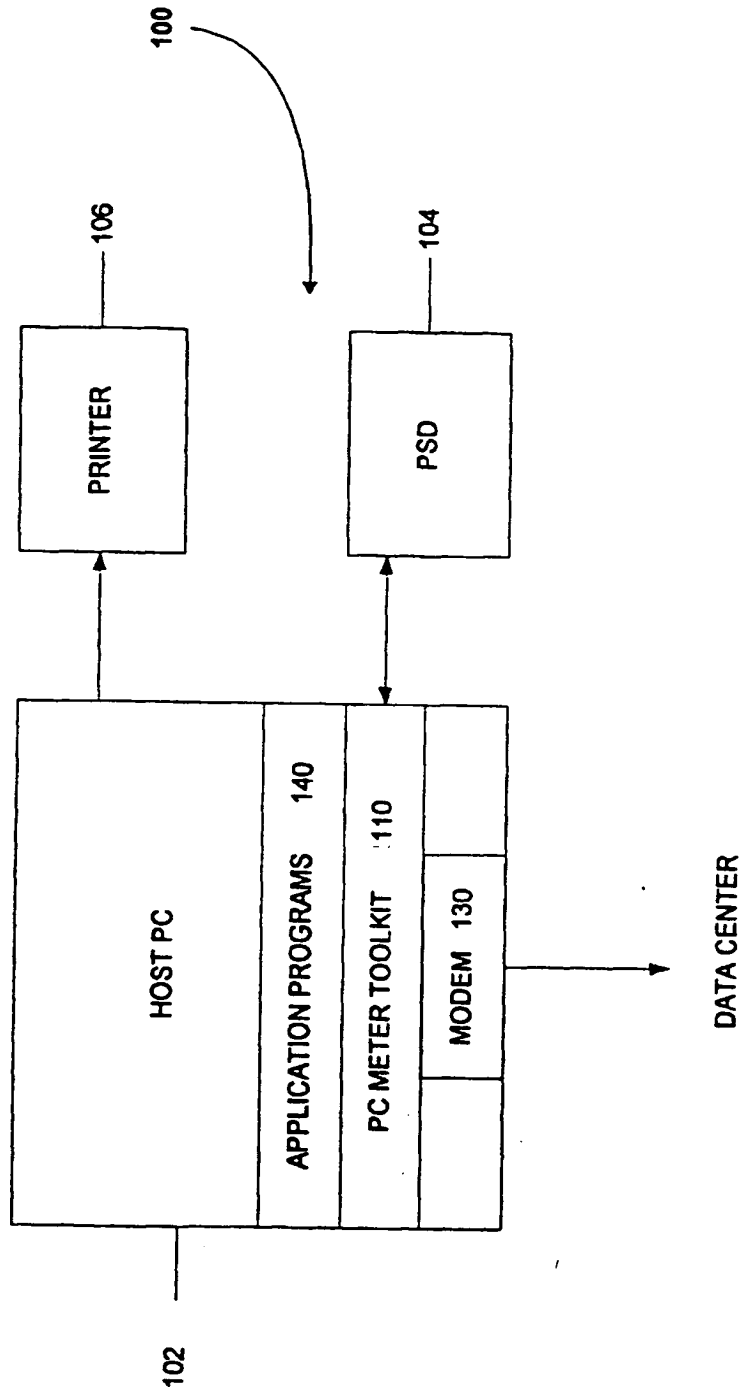 100
106
PRINTER
104
PSD
HOST PC
APPLICATION PROGRAMS 140
PC METER TOOLKIT 110
MODEM 130
102
DATA CENTER